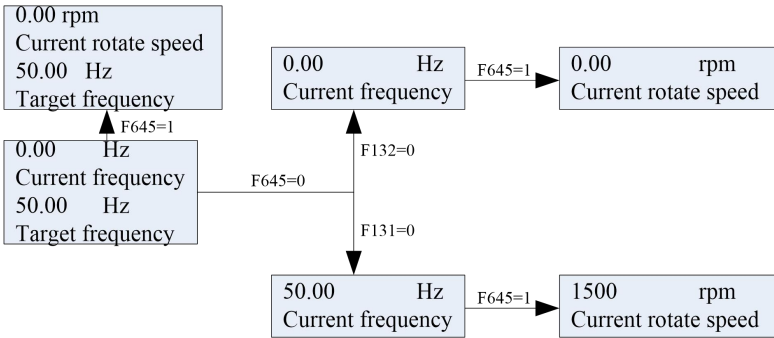 0.00 rpm
Current rotate speed
50.00 Hz
Target frequency
F645=1
0.00 Hz
Current frequency
50.00 Hz
Target frequency
F645=0
0.00 Hz
Current frequency
F645=1
0.00 rpm
Current rotate speed
F132=0
F131=0
50.00 Hz
Current frequency
F645=1
1500 rpm
Current rotate speed